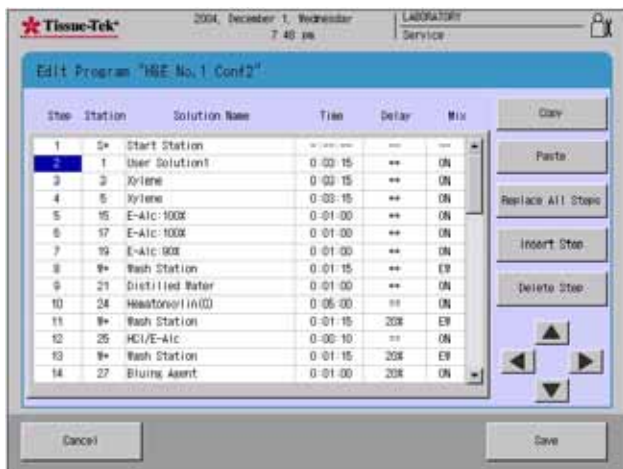 Tissue-Tek
2004, December 1, Wednesday
7:48 pm
LABORATORY
Service
Edit Program "H&E No.1 Conf2"
Step Station Solution Name Time Delay Mix
1 S* Start Station
2 1 User Solution1 0:03:15 ** ON
3 3 Xylene 0:03:15 ** ON
4 5 Xylene 0:03:15 ** ON
5 15 E-Alc:100% 0:01:00 ** ON
6 17 E-Alc:100% 0:01:00 ** ON
7 19 E-Alc:90% 0:01:00 ** ON
8 W* Wash Station 0:01:15 ** EW
9 21 Distilled Water 0:01:00 ** ON
10 24 0:05:00 ON
11 W* Wash Station 0:01:15 20% EW
12 25 HCl/E-Alc 0:00:10 ON
13 W* Wash Station 0:01:15 20% EW
14 27 Bluing Agent 0:01:00 20% ON
Copy
Paste
Replace All Steps
Insert Step
Delete Step
Cancel
Save